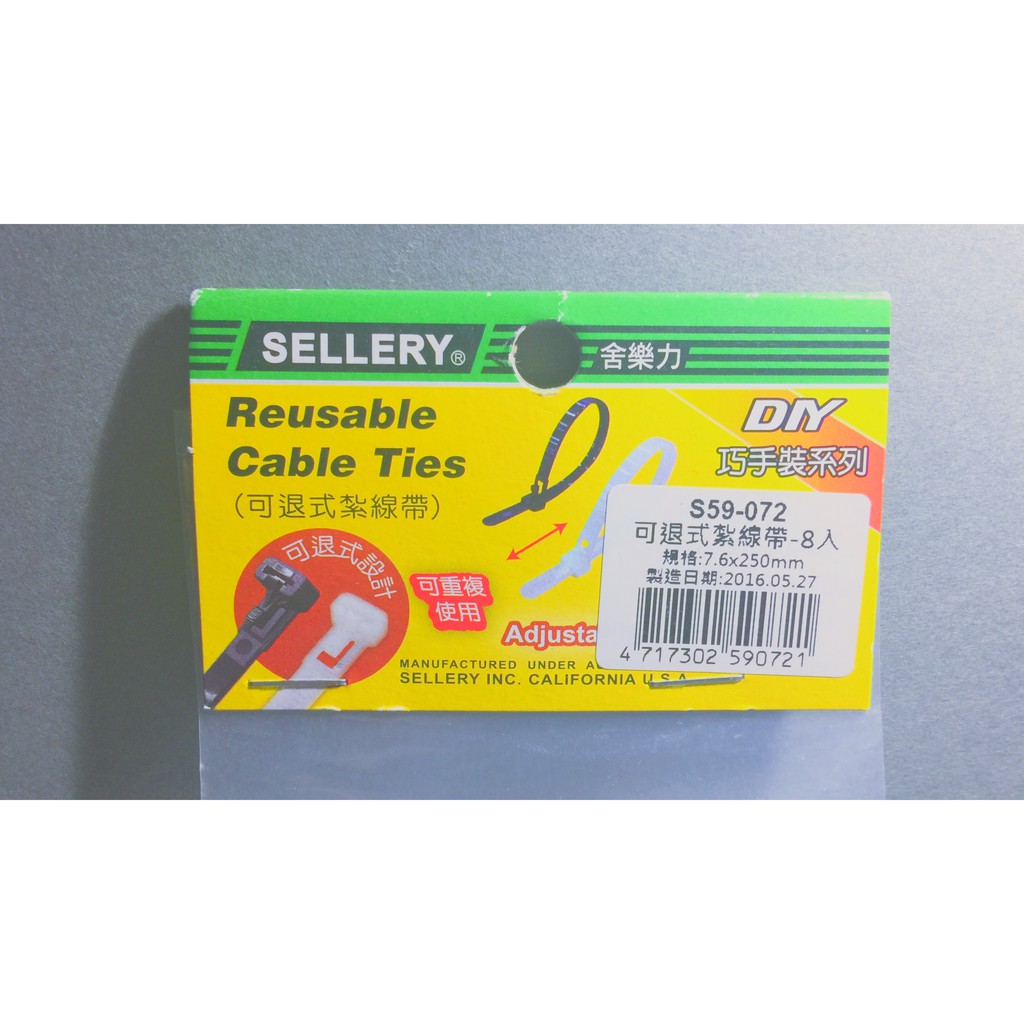 SELLERY®
舍樂力
Reusable
Cable Ties
(可退式紮線帶)
DIY
巧手裝系列
可退式設計
可重複
使用
S59-072
可退式紮線帶-8入
規格:7.6x250mm
製造日期:2016.05.27
4 717302 590721
MANUFACTURED UNDER
SELLERY INC. CALIFORNIA U.S.A